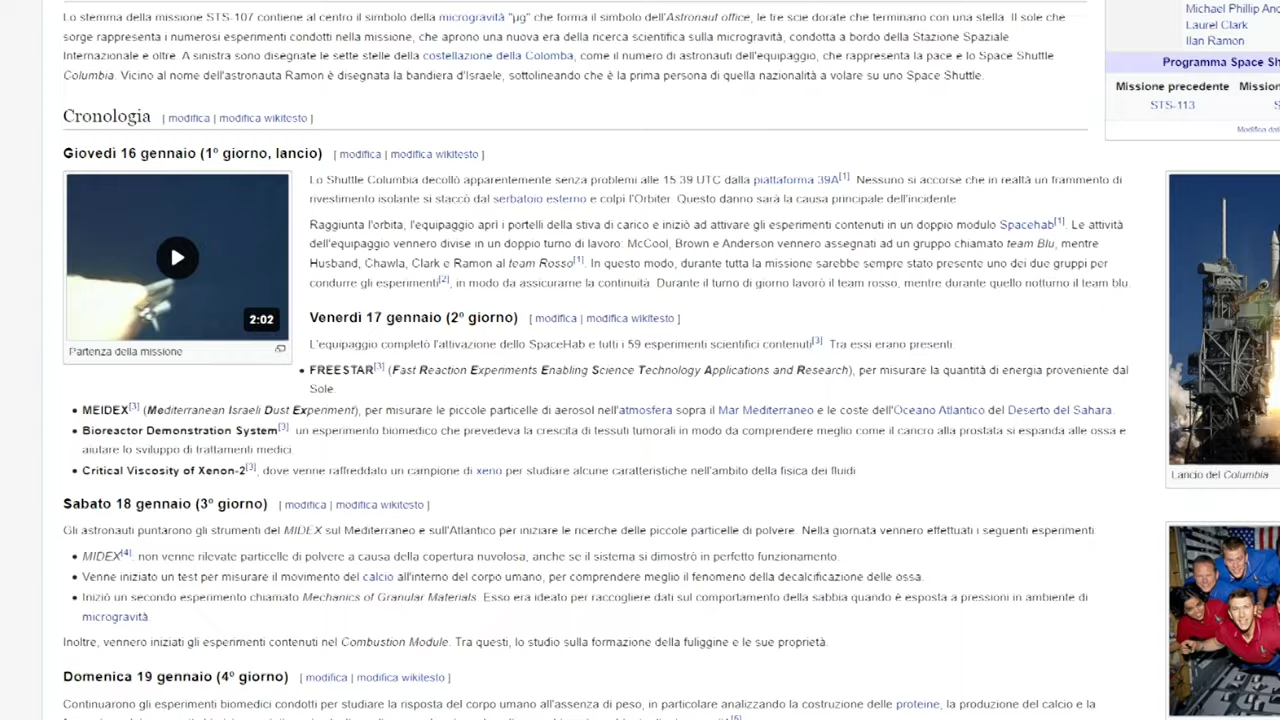 Lo stemma della missione STS-107 contiene al centro il simbolo della microgravità "µg" che forma il simbolo dell'Astronaut office, le tre scie dorate che terminano con una stella. Il sole che
sorge rappresenta i numerosi esperimenti condotti nella missione, che aprono una nuova era della ricerca scientifica sulla microgravità, condotta a bordo della Stazione Spaziale
Internazionale e oltre. A sinistra sono disegnate le sette stelle della costellazione della Colomba, come il numero di astronauti dell'equipaggio, che rappresenta la pace e lo Space Shuttle
Columbia. Vicino al nome dell'astronauta Ramon è disegnata la bandiera d'Israele, sottolineando che è la prima persona di quella nazionalità a volare su uno Space Shuttle.
Michael Phillip And
Laurel Clark
Ilan Ramon
Programma Space Sh
Missione precedente Mission
STS-113 S
Modifica dati
Cronologia [ modifica | modifica wikitesto ]
Giovedì 16 gennaio (1º giorno, lancio) [ modifica | modifica wikitesto ]
Lo Shuttle Columbia decollò apparentemente senza problemi alle 15.39 UTC dalla piattaforma 39A[1]. Nessuno si accorse che in realtà un frammento di
rivestimento isolante si staccò dal serbatoio esterno e colpì l'Orbiter. Questo danno sarà la causa principale dell'incidente.
Raggiunta l'orbita, l'equipaggio aprì i portelli della stiva di carico e iniziò ad attivare gli esperimenti contenuti in un doppio modulo Spacehab[1]. Le attività
dell'equipaggio vennero divise in un doppio turno di lavoro: McCool, Brown e Anderson vennero assegnati ad un gruppo chiamato team Blu, mentre
Husband, Chawla, Clark e Ramon al team Rosso[1]. In questo modo, durante tutta la missione sarebbe sempre stato presente uno dei due gruppi per
condurre gli esperimenti[2], in modo da assicurarne la continuità. Durante il turno di giorno lavorò il team rosso, mentre durante quello notturno il team blu.
2:02
Partenza della missione
Lancio del Columbia
Venerdì 17 gennaio (2º giorno) [ modifica | modifica wikitesto ]
L'equipaggio completò l'attivazione dello SpaceHab e tutti i 59 esperimenti scientifici contenuti[3]. Tra essi erano presenti:
• FREESTAR[3] (Fast Reaction Experiments Enabling Science Technology Applications and Research), per misurare la quantità di energia proveniente dal
Sole.
• MEIDEX[3] (Mediterranean Israeli Dust Experiment), per misurare le piccole particelle di aerosol nell'atmosfera sopra il Mar Mediterraneo e le coste dell'Oceano Atlantico del Deserto del Sahara.
• Bioreactor Demonstration System[3]: un esperimento biomedico che prevedeva la crescita di tessuti tumorali in modo da comprendere meglio come il cancro alla prostata si espanda alle ossa e
aiutare lo sviluppo di trattamenti medici.
• Critical Viscosity of Xenon-2[3], dove venne raffreddato un campione di xeno per studiare alcune caratteristiche nell'ambito della fisica dei fluidi
Sabato 18 gennaio (3º giorno) [ modifica | modifica wikitesto ]
Gli astronauti puntarono gli strumenti del MIDEX sul Mediterraneo e sull'Atlantico per iniziare le ricerche delle piccole particelle di polvere. Nella giornata vennero effettuati i seguenti esperimenti:
• MIDEX[4]: non venne rilevate particelle di polvere a causa della copertura nuvolosa, anche se il sistema si dimostrò in perfetto funzionamento.
• Venne iniziato un test per misurare il movimento del calcio all'interno del corpo umano, per comprendere meglio il fenomeno della decalcificazione delle ossa.
• Iniziò un secondo esperimento chiamato Mechanics of Granular Materials. Esso era ideato per raccogliere dati sul comportamento della sabbia quando è esposta a pressioni in ambiente di
microgravità.
Inoltre, vennero iniziati gli esperimenti contenuti nel Combustion Module. Tra questi, lo studio sulla formazione della fuliggine e le sue proprietà.
Domenica 19 gennaio (4º giorno) [ modifica | modifica wikitesto ]
Continuarono gli esperimenti biomedici condotti per studiare la risposta del corpo umano all'assenza di peso, in particolare analizzando la costruzione delle proteine, la produzione del calcio e la